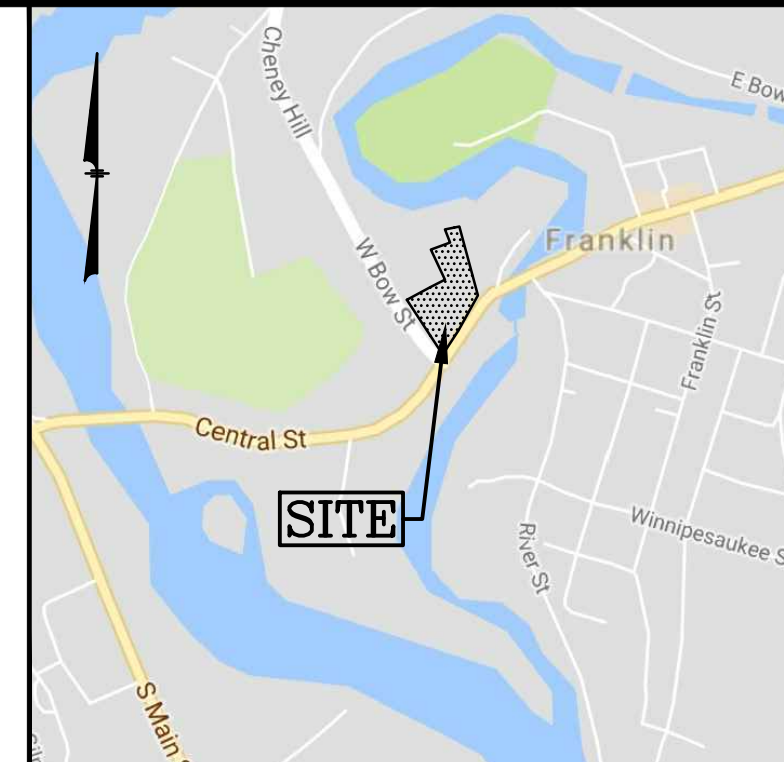 Cheney Hill
E Bow
W Bow St
Franklin
Franklin St
Central St
SITE
River St
Winnipesaukee S
S Main